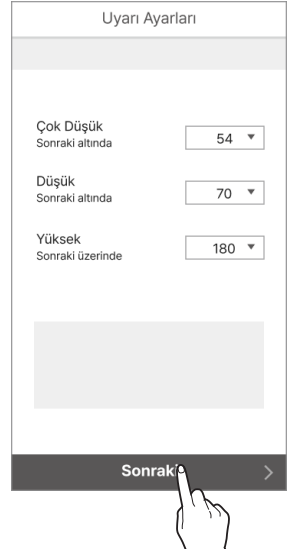 Uyarı Ayarları
Çok Düşük
Sonraki altında
54
Düşük
Sonraki altında
70
Yüksek
Sonraki üzerinde
180
Sonraki